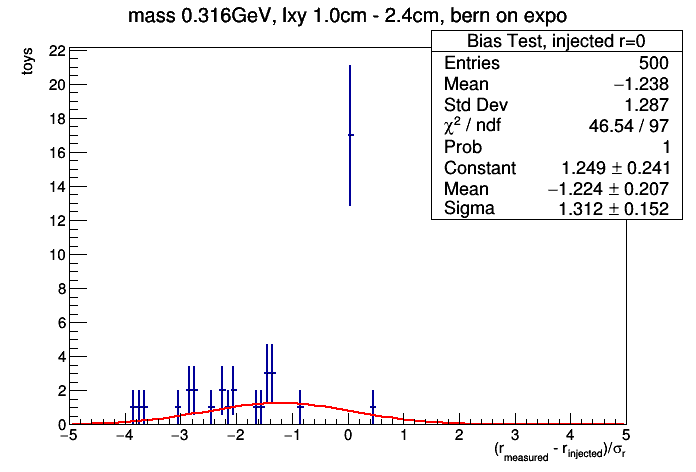 mass 0.316GeV, lxy 1.0cm - 2.4cm, bern on expo
Bias Test, injected r=0
Entries 500
Mean −1.238
Std Dev 1.287
χ² / ndf 46.54 / 97
Prob 1
Constant 1.249 ± 0.241
Mean −1.224 ± 0.207
Sigma 1.312 ± 0.152
toys
22
20
18
16
14
12
10
8
6
4
2
0
−5 −4 −3 −2 −1 0 1 2 3 4 5
(r_measured - r_injected)/σ_r